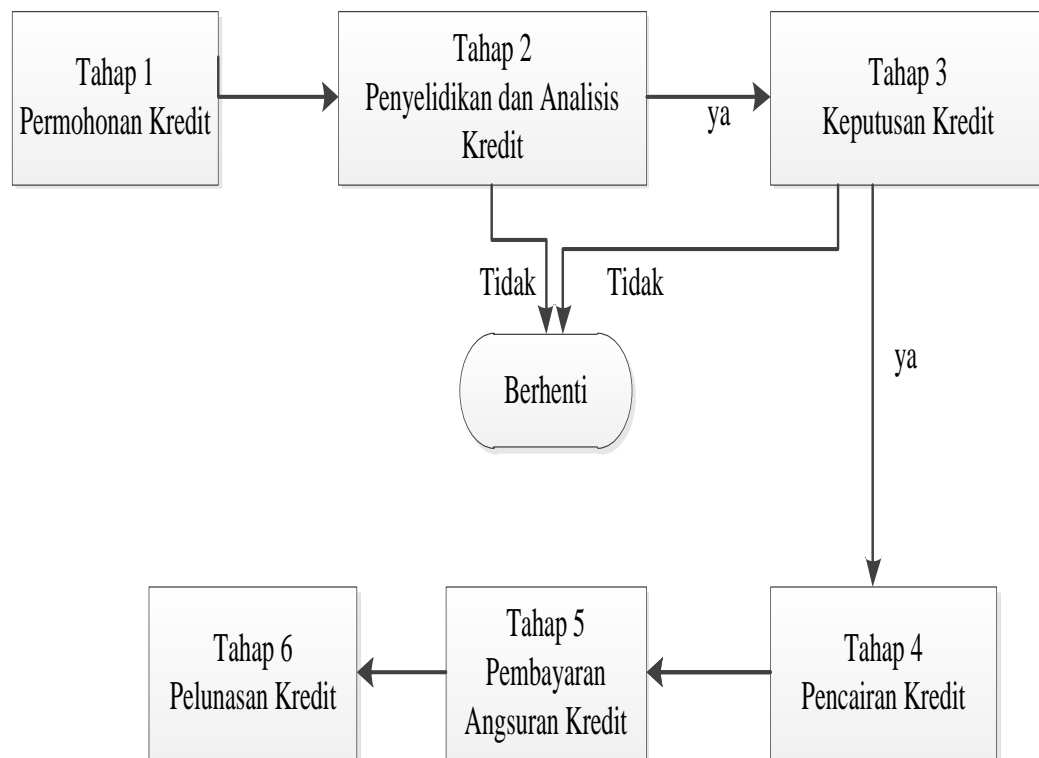 Tahap 1
Permohonan Kredit
Tahap 2
Penyelidikan dan Analisis
Kredit
ya
Tahap 3
Keputusan Kredit
Tidak
Tidak
Berhenti
ya
Tahap 6
Pelunasan Kredit
Tahap 5
Pembayaran
Angsuran Kredit
Tahap 4
Pencairan Kredit